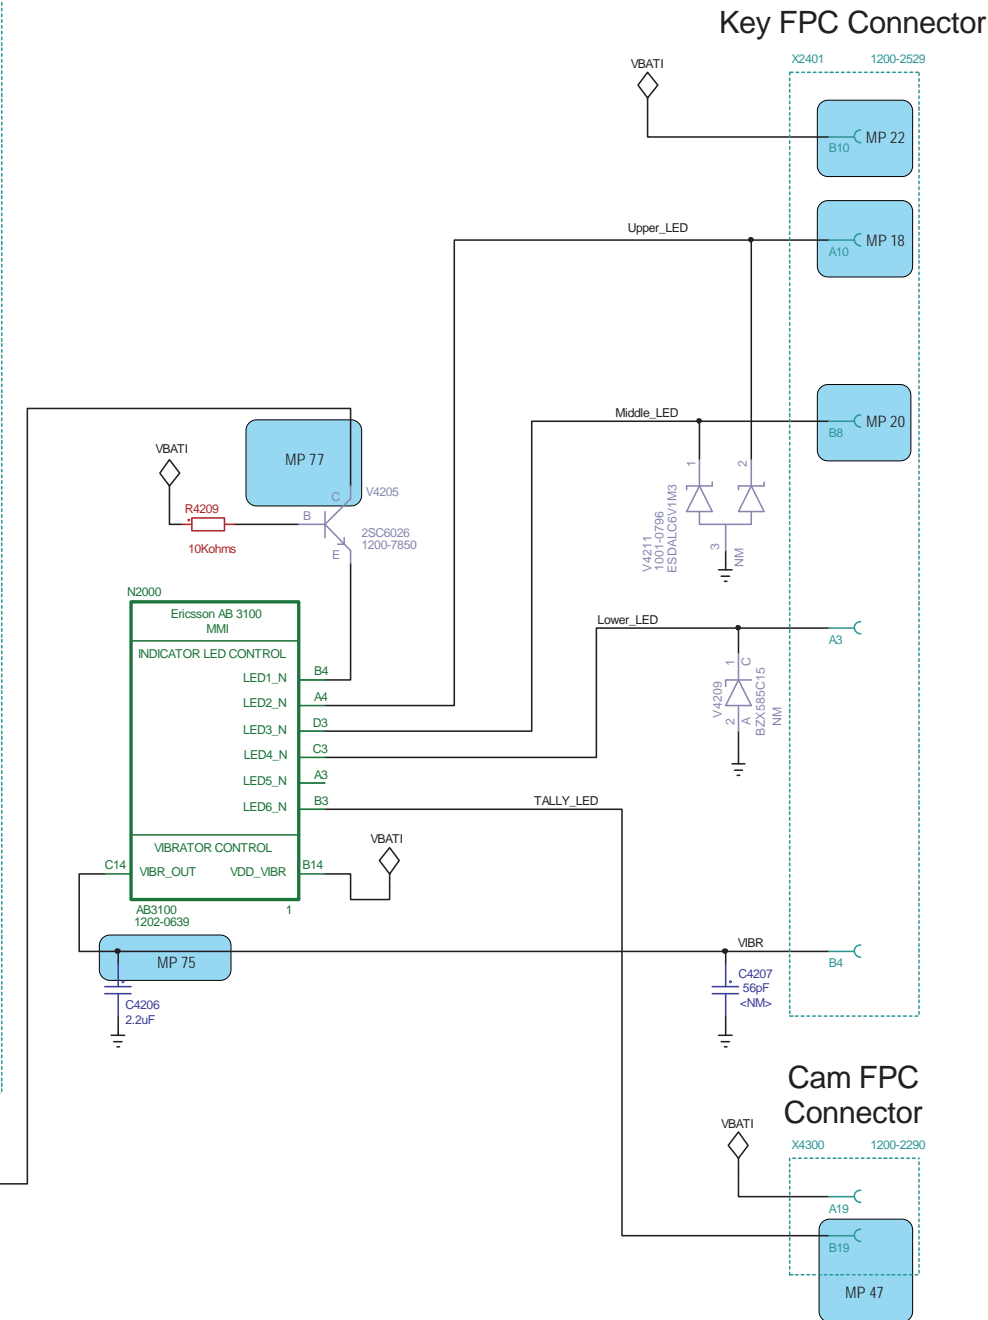 Key FPC Connector
X2401 1200-2529
VBATI
B10 MP 22
Upper_LED
A10 MP 18
Middle_LED
B8 MP 20
MP 77
VBATI
C V4205
R4209
B
10Kohms
2SC6026
1200-7850
E
1 2
V4211
1001-0796
ESDALC6V1M3
3 NM
N2000
Ericsson AB 3100
MMI
INDICATOR LED CONTROL
LED1_N B4
LED2_N A4
LED3_N D3
LED4_N C3
LED5_N A3
LED6_N B3
Lower_LED
A3
1 C
V4209
2 A
BZX585C15
NM
TALLY_LED
VIBRATOR CONTROL
VBATI
C14 VIBR_OUT VDD_VIBR B14
AB3100 1
1202-0639
MP 75
VIBR
B4
C4206
2.2uF
C4207
56pF
<NM>
Cam FPC
Connector
VBATI
X4300 1200-2290
A19
B19
MP 47